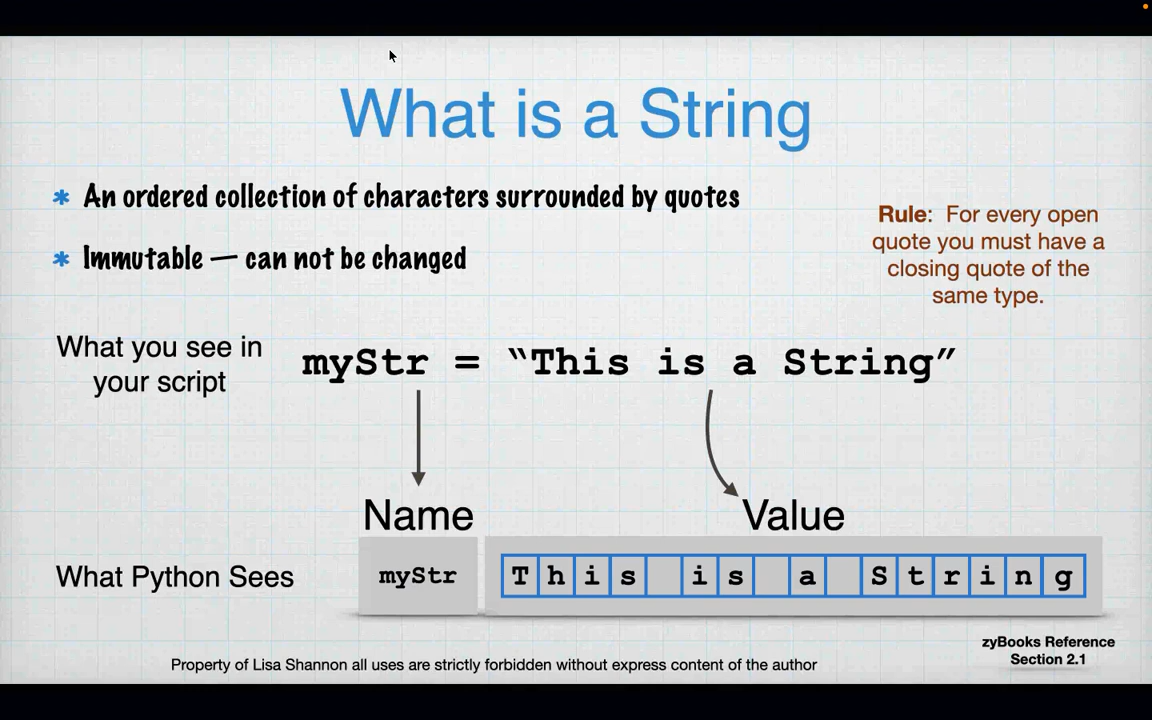 What is a String
* An ordered collection of characters surrounded by quotes
* Immutable — can not be changed
Rule: For every open
quote you must have a
closing quote of the
same type.
What you see in
your script
myStr = “This is a String”
Name
Value
What Python Sees
myStr
This is a String
zyBooks Reference
Section 2.1
Property of Lisa Shannon all uses are strictly forbidden without express content of the author